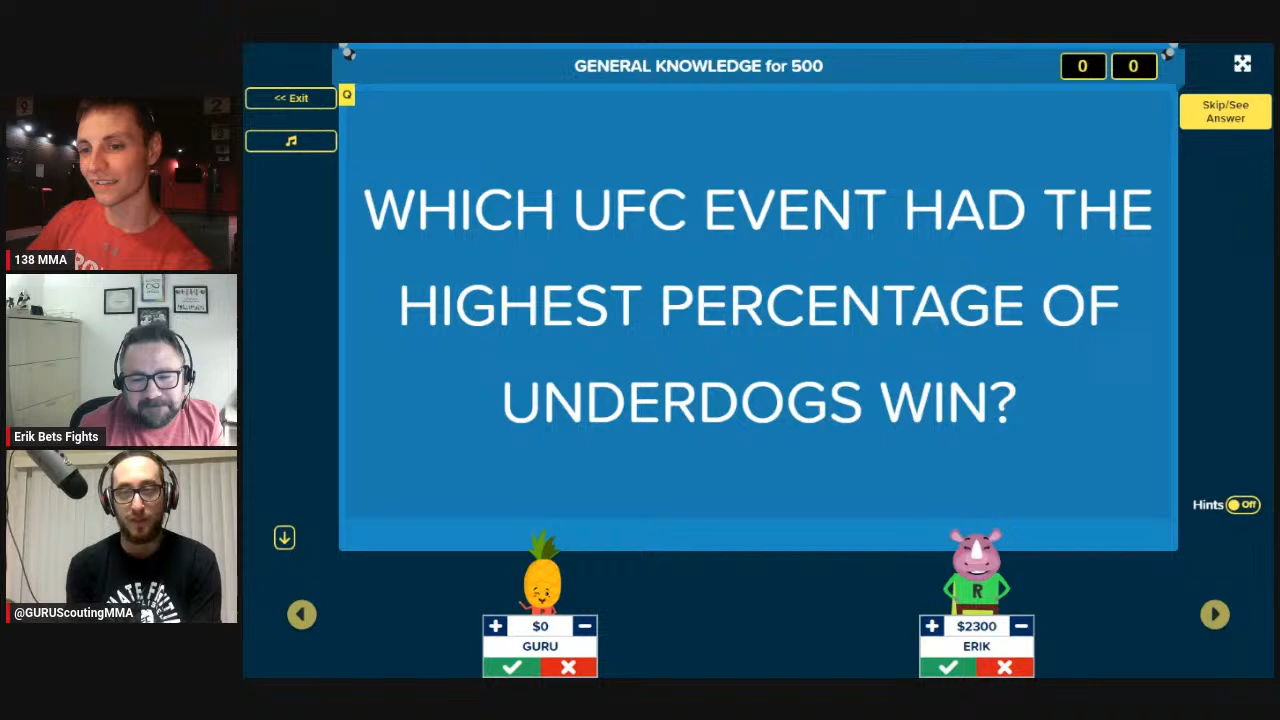 GENERAL KNOWLEDGE for 500
0 0
<< Exit
Q
Skip/See
Answer
WHICH UFC EVENT HAD THE
HIGHEST PERCENTAGE OF
UNDERDOGS WIN?
138 MMA
Erik Bets Fights
@GURUScoutingMMA
Hints Off
R
+ $0 −
GURU
+ $2300 −
ERIK